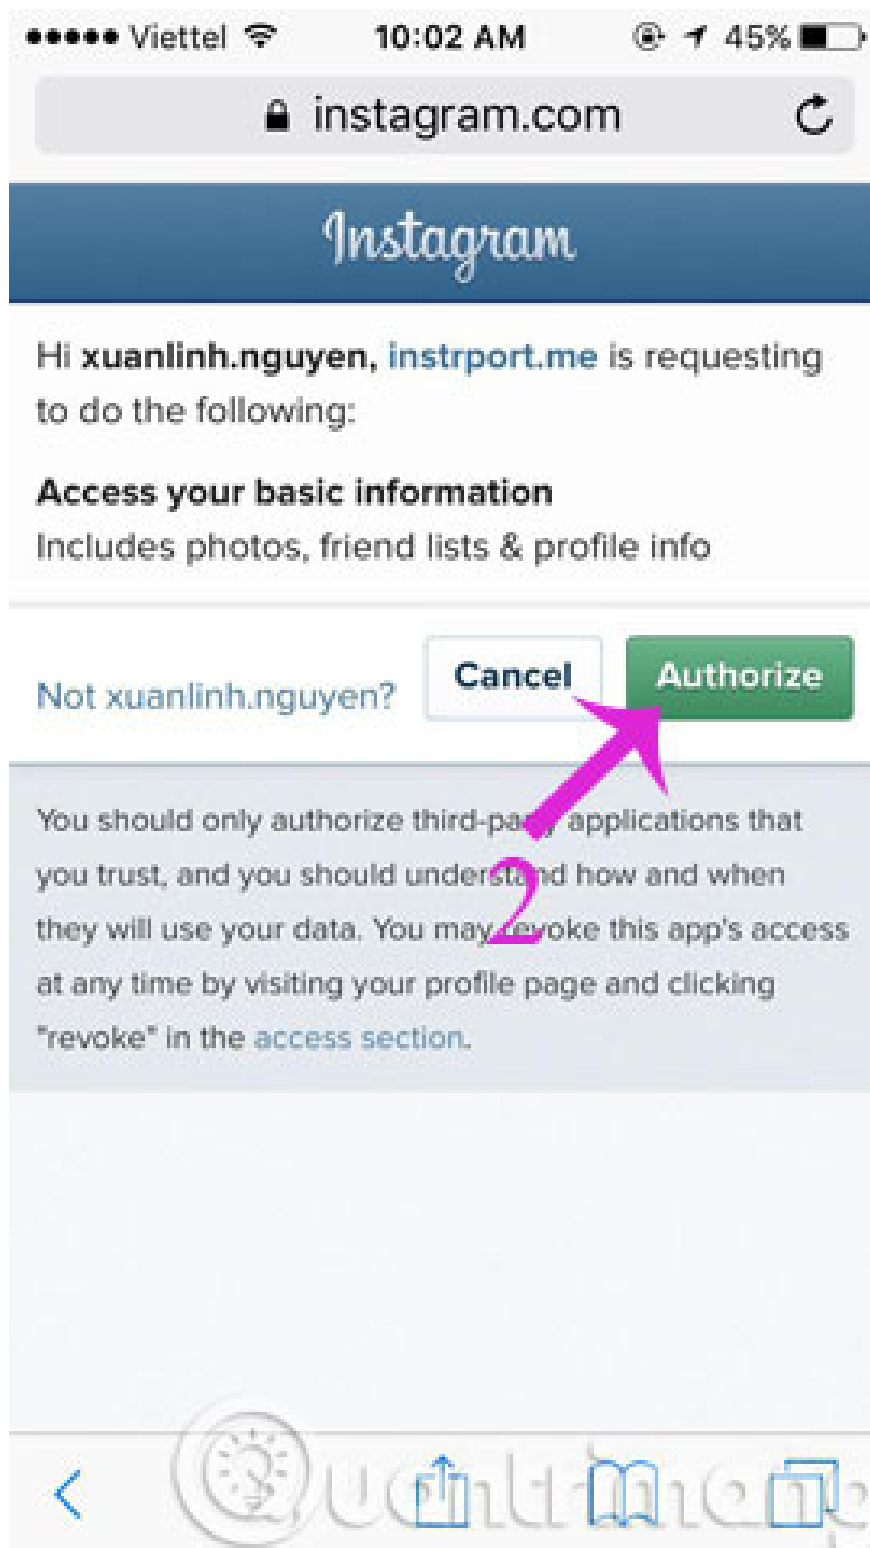 Viettel 10:02 AM 45%
instagram.com
Instagram
Hi xuanlinh.nguyen, instrport.me is requesting
to do the following:
Access your basic information
Includes photos, friend lists & profile info
Not xuanlinh.nguyen? Cancel Authorize
You should only authorize third-party applications that
you trust, and you should understand how and when
they will use your data. You may revoke this app's access
at any time by visiting your profile page and clicking
"revoke" in the access section.
2